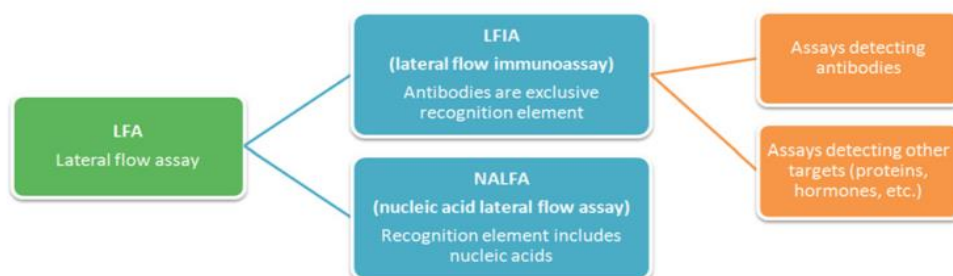 LFA
Lateral flow assay
LFIA
(lateral flow immunoassay)
Antibodies are exclusive
recognition element
NALFA
(nucleic acid lateral flow assay)
Recognition element includes
nucleic acids
Assays detecting
antibodies
Assays detecting other
targets (proteins,
hormones, etc.)